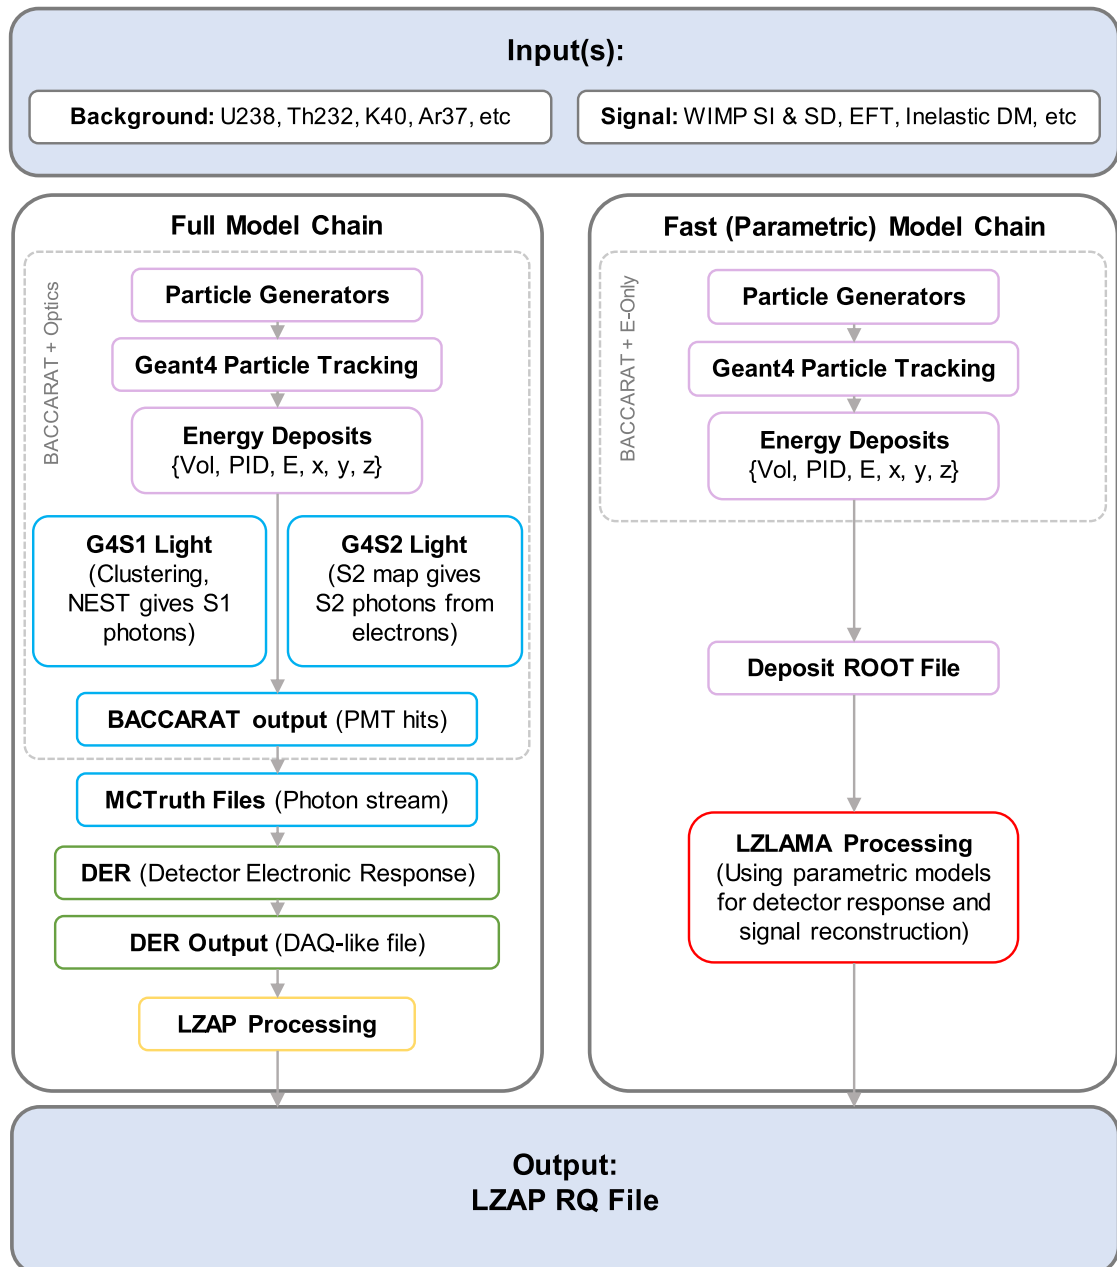 Input(s):
Background: U238, Th232, K40, Ar37, etc
Signal: WIMP SI & SD, EFT, Inelastic DM, etc
Full Model Chain
BACCARAT + Optics
Particle Generators
Geant4 Particle Tracking
Energy Deposits
{Vol, PID, E, x, y, z}
G4S1 Light
(Clustering,
NEST gives S1
photons)
G4S2 Light
(S2 map gives
S2 photons from
electrons)
BACCARAT output (PMT hits)
MCTruth Files (Photon stream)
DER (Detector Electronic Response)
DER Output (DAQ-like file)
LZAP Processing
Fast (Parametric) Model Chain
BACCARAT + E-Only
Particle Generators
Geant4 Particle Tracking
Energy Deposits
{Vol, PID, E, x, y, z}
Deposit ROOT File
LZLAMA Processing
(Using parametric models
for detector response and
signal reconstruction)
Output:
LZAP RQ File